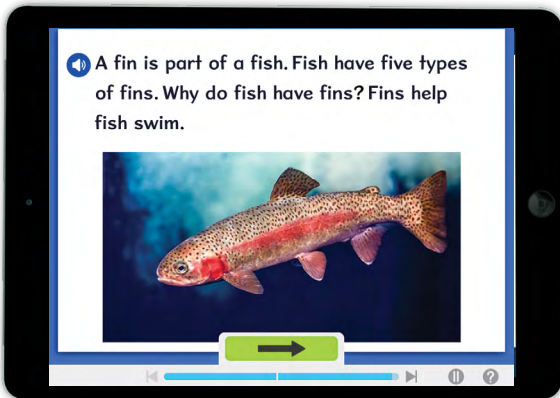 A fin is part of a fish. Fish have five types
of fins. Why do fish have fins? Fins help
fish swim.
?